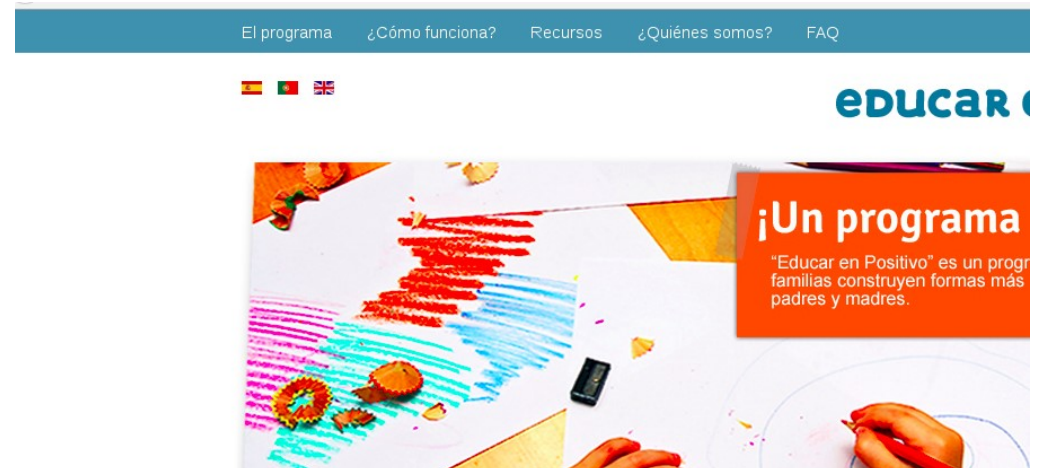 El programa ¿Cómo funciona? Recursos ¿Quiénes somos? FAQ
eDUCaR
¡Un programa
“Educar en Positivo” es un
familias construyen formas más
padres y madres.